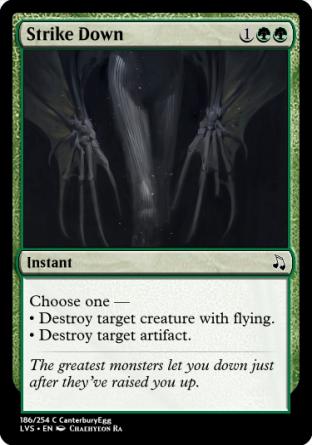 Strike Down 1
Instant
Choose one —
• Destroy target creature with flying.
• Destroy target artifact.
The greatest monsters let you down just
after they've raised you up.
186/254 C CanterburyEgg
LVS • EN Chaehyeon Ra